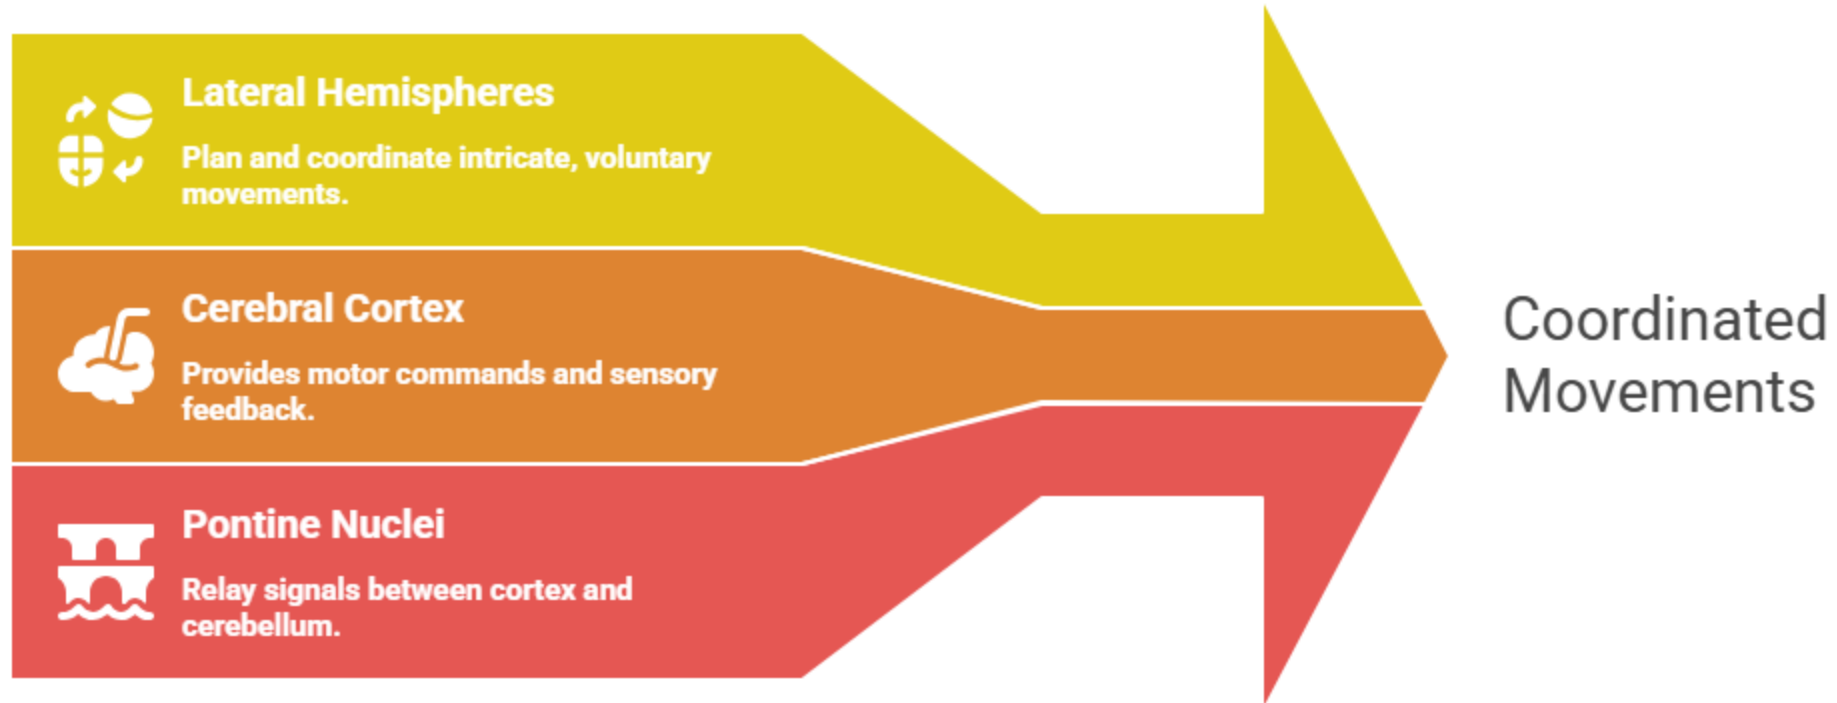 Lateral Hemispheres
Plan and coordinate intricate, voluntary
movements.
Cerebral Cortex
Provides motor commands and sensory
feedback.
Pontine Nuclei
Relay signals between cortex and
cerebellum.
Coordinated
Movements